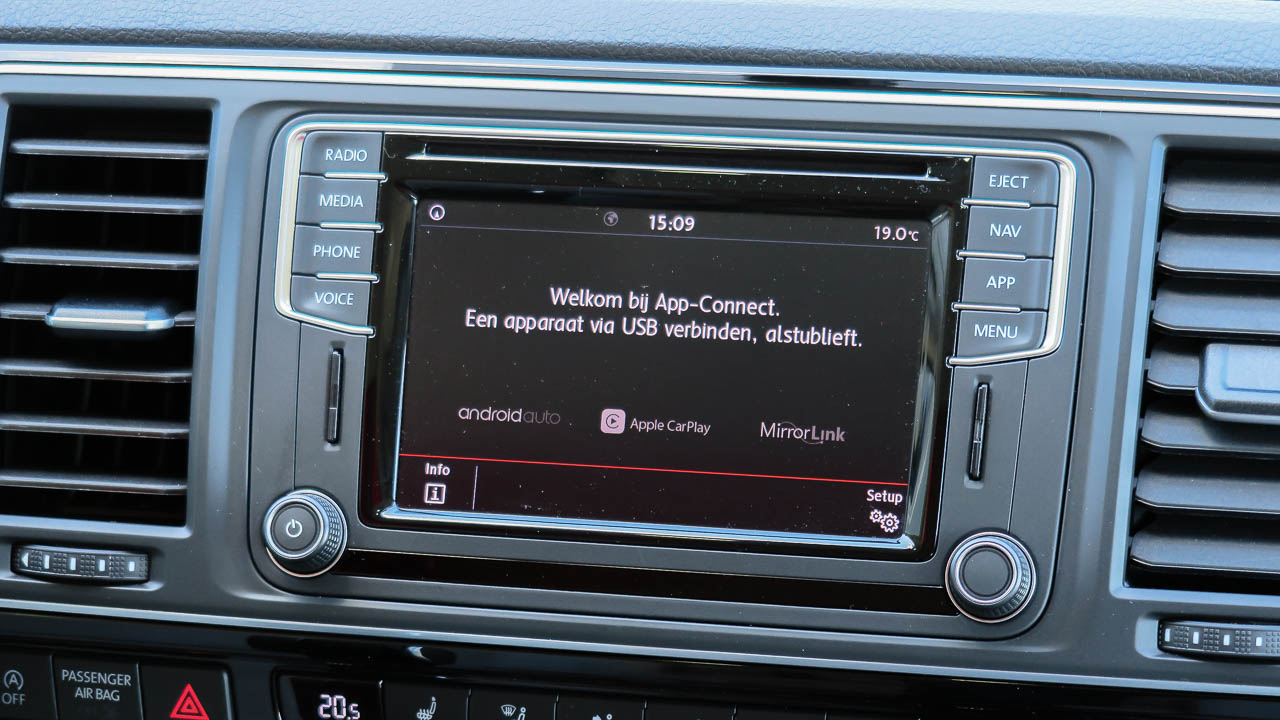 RADIO
MEDIA
PHONE
VOICE
EJECT
NAV
APP
MENU
15:09
19.0°C
Welkom bij App-Connect.
Een apparaat via USB verbinden, alstublieft.
androidauto
Apple CarPlay
MirrorLink
Info
i
Setup
A
OFF
PASSENGER
AIR BAG
20.5